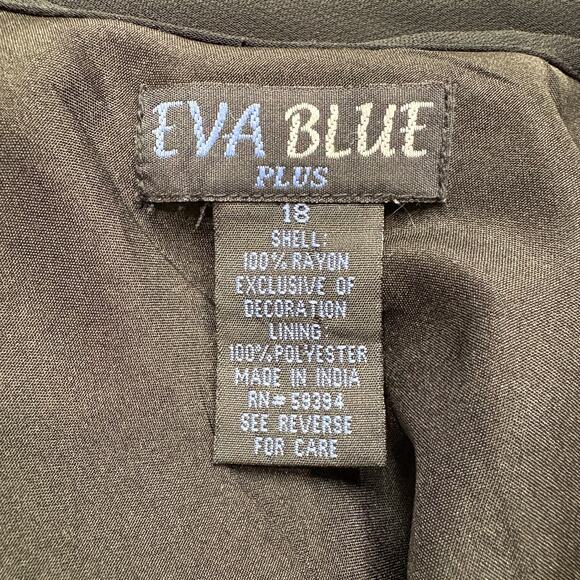 EVA BLUE
PLUS
18
SHELL:
100% RAYON
EXCLUSIVE OF
DECORATION
LINING:
100% POLYESTER
MADE IN INDIA
RN# 59394
SEE REVERSE
FOR CARE